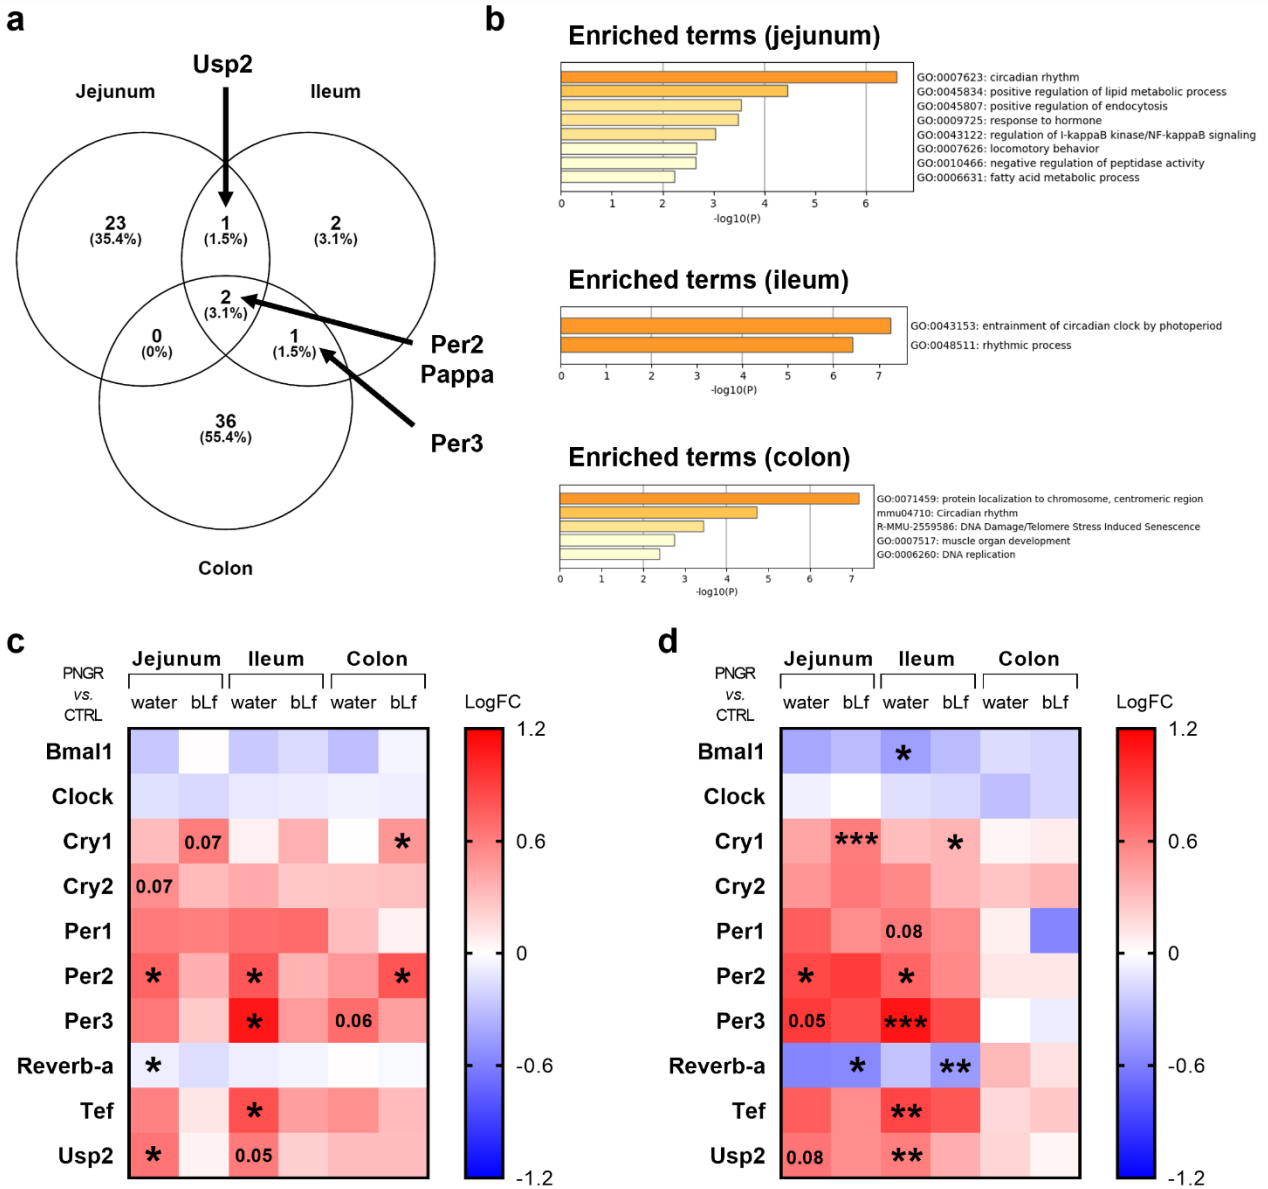 a
Usp2
Jejunum
Ileum
23
(35.4%)
1
(1.5%)
2
(3.1%)
2
(3.1%)
0
(0%)
1
(1.5%)
Per2
Pappa
36
(55.4%)
Per3
Colon
b
Enriched terms (jejunum)
GO:0007623: circadian rhythm
GO:0045834: positive regulation of lipid metabolic process
GO:0045807: positive regulation of endocytosis
GO:0009725: response to hormone
GO:0043122: regulation of I-kappaB kinase/NF-kappaB signaling
GO:0007626: locomotory behavior
GO:0010466: negative regulation of peptidase activity
GO:0006631: fatty acid metabolic process
0 1 2 3 4 5 6
-log10(P)
Enriched terms (ileum)
GO:0043153: entrainment of circadian clock by photoperiod
GO:0048511: rhythmic process
0 1 2 3 4 5 6 7
-log10(P)
Enriched terms (colon)
GO:0071459: protein localization to chromosome, centromeric region
mmu04710: Circadian rhythm
R-MMU-2559586: DNA Damage/Telomere Stress Induced Senescence
GO:0007517: muscle organ development
GO:0006260: DNA replication
0 1 2 3 4 5 6 7
-log10(P)
c
Jejunum Ileum Colon
PNGR
vs.
CTRL
water bLf water bLf water bLf
LogFC
Bmal1
Clock
Cry1 0.07 *
Cry2 0.07
Per1
Per2 * * *
Per3 * 0.06
Reverb-a *
Tef *
Usp2 * 0.05
1.2
0.6
0
-0.6
-1.2
d
Jejunum Ileum Colon
PNGR
vs.
CTRL
water bLf water bLf water bLf
LogFC
Bmal1 *
Clock
Cry1 *** *
Cry2
Per1 0.08
Per2 * *
Per3 0.05 ***
Reverb-a * **
Tef **
Usp2 0.08 **
1.2
0.6
0
-0.6
-1.2